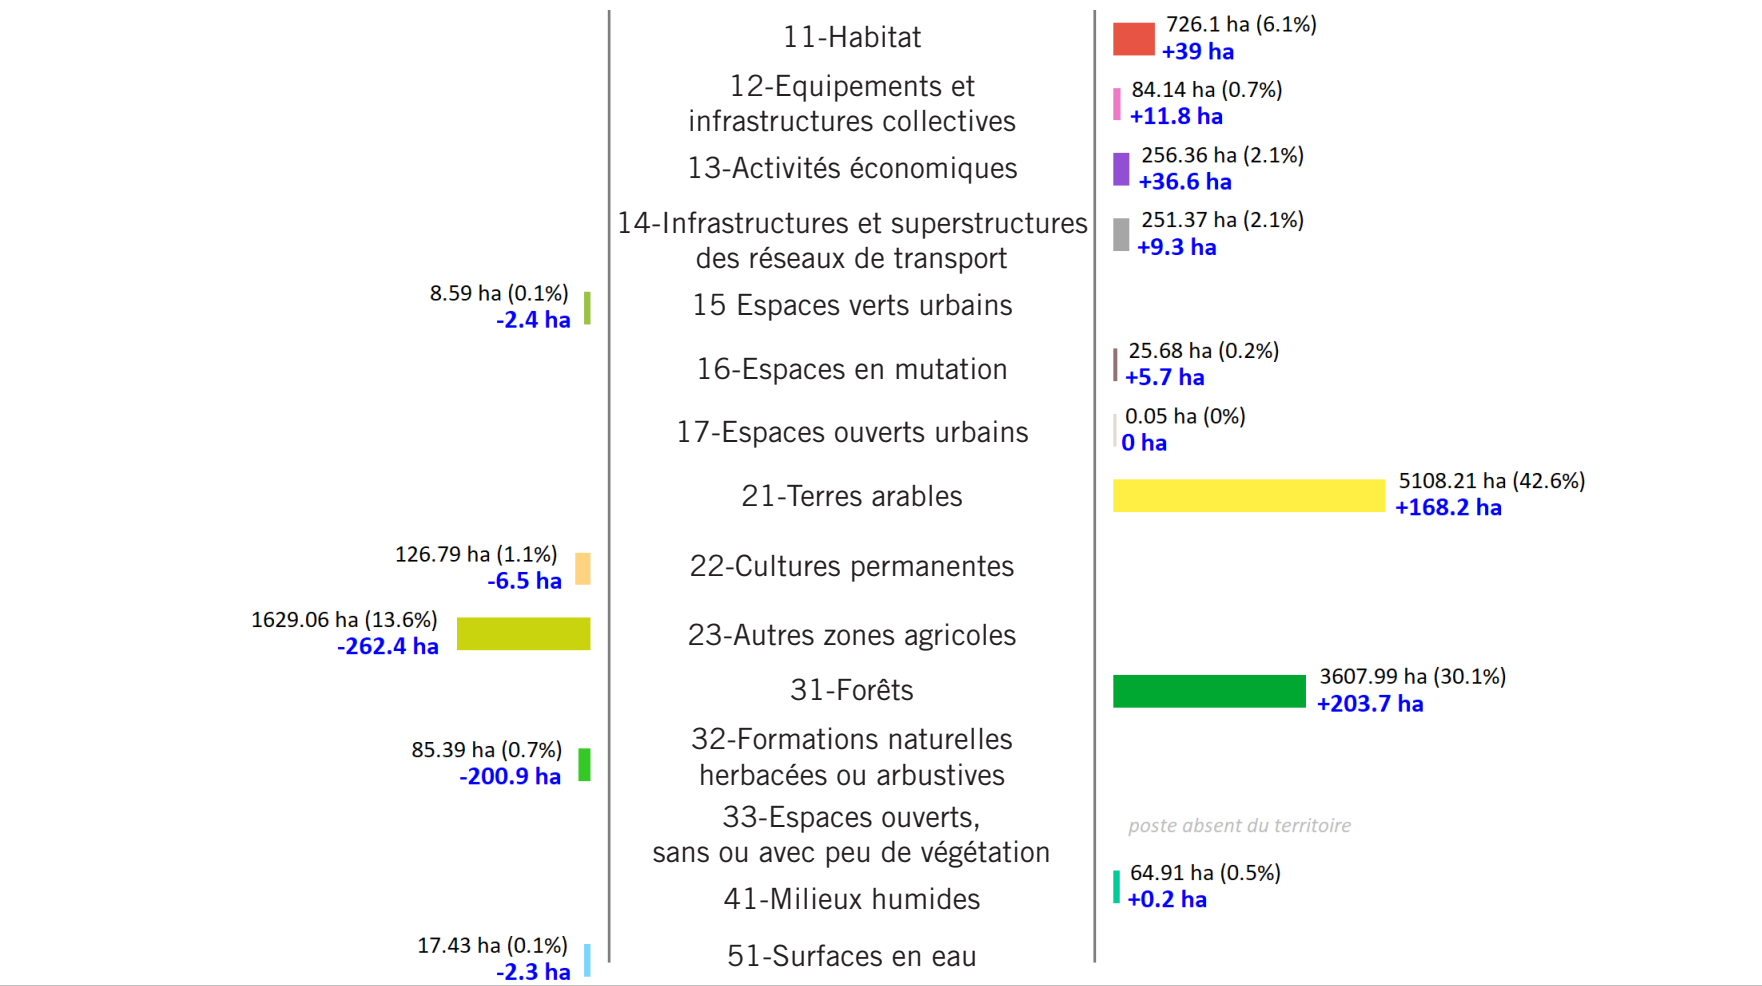 11-Habitat
726.1 ha (6.1%)
+39 ha
12-Equipements et
infrastructures collectives
84.14 ha (0.7%)
+11.8 ha
13-Activités économiques
256.36 ha (2.1%)
+36.6 ha
14-Infrastructures et superstructures
des réseaux de transport
251.37 ha (2.1%)
+9.3 ha
8.59 ha (0.1%)
-2.4 ha
15 Espaces verts urbains
16-Espaces en mutation
25.68 ha (0.2%)
+5.7 ha
17-Espaces ouverts urbains
0.05 ha (0%)
0 ha
21-Terres arables
5108.21 ha (42.6%)
+168.2 ha
126.79 ha (1.1%)
-6.5 ha
22-Cultures permanentes
1629.06 ha (13.6%)
-262.4 ha
23-Autres zones agricoles
31-Forêts
3607.99 ha (30.1%)
+203.7 ha
85.39 ha (0.7%)
-200.9 ha
32-Formations naturelles
herbacées ou arbustives
33-Espaces ouverts,
sans ou avec peu de végétation
poste absent du territoire
41-Milieux humides
64.91 ha (0.5%)
+0.2 ha
17.43 ha (0.1%)
-2.3 ha
51-Surfaces en eau